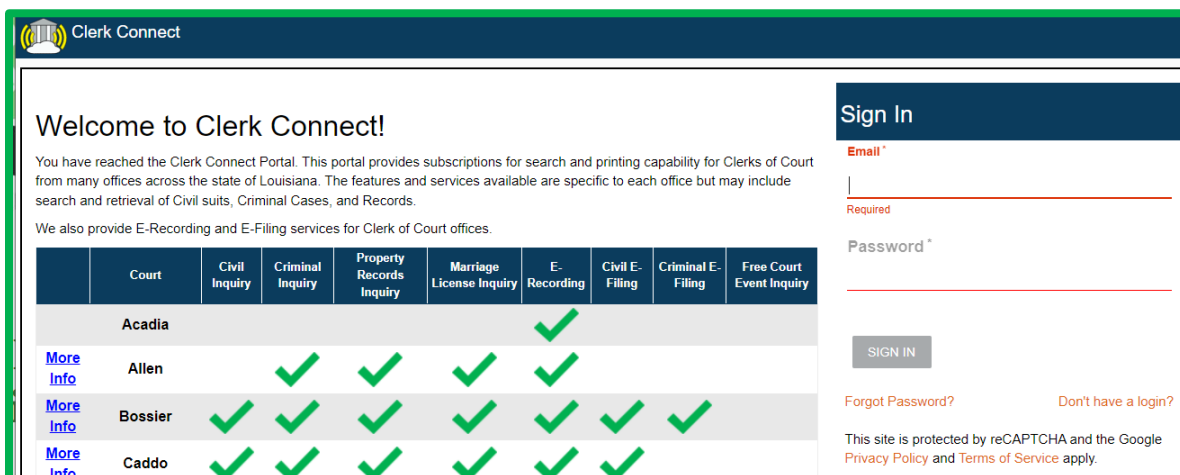 Clerk Connect
Welcome to Clerk Connect!
You have reached the Clerk Connect Portal. This portal provides subscriptions for search and printing capability for Clerks of Court
from many offices across the state of Louisiana. The features and services available are specific to each office but may include
search and retrieval of Civil suits, Criminal Cases, and Records.
We also provide E-Recording and E-Filing services for Clerk of Court offices.
Court
Civil
Inquiry
Criminal
Inquiry
Property
Records
Inquiry
Marriage
License Inquiry
E-
Recording
Civil E-
Filing
Criminal E-
Filing
Free Court
Event Inquiry
Acadia
More
Info
Allen
More
Info
Bossier
More
Info
Caddo
Sign In
Email*
Required
Password*
SIGN IN
Forgot Password?
Don't have a login?
This site is protected by reCAPTCHA and the Google
Privacy Policy and Terms of Service apply.